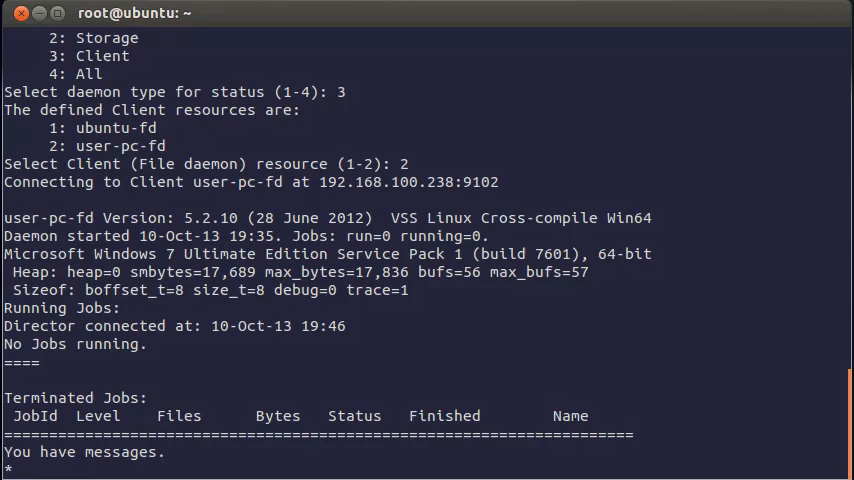 root@ubuntu: ~
2: Storage
3: Client
4: All
Select daemon type for status (1-4): 3
The defined Client resources are:
1: ubuntu-fd
2: user-pc-fd
Select Client (File daemon) resource (1-2): 2
Connecting to Client user-pc-fd at 192.168.100.238:9102
user-pc-fd Version: 5.2.10 (28 June 2012)  VSS Linux Cross-compile Win64
Daemon started 10-Oct-13 19:35. Jobs: run=0 running=0.
Microsoft Windows 7 Ultimate Edition Service Pack 1 (build 7601), 64-bit
Heap: heap=0 smbytes=17,689 max_bytes=17,836 bufs=56 max_bufs=57
Sizeof: boffset_t=8 size_t=8 debug=0 trace=1
Running Jobs:
Director connected at: 10-Oct-13 19:46
No Jobs running.
====
Terminated Jobs:
JobId  Level    Files      Bytes   Status   Finished        Name
======================================================================
You have messages.
*